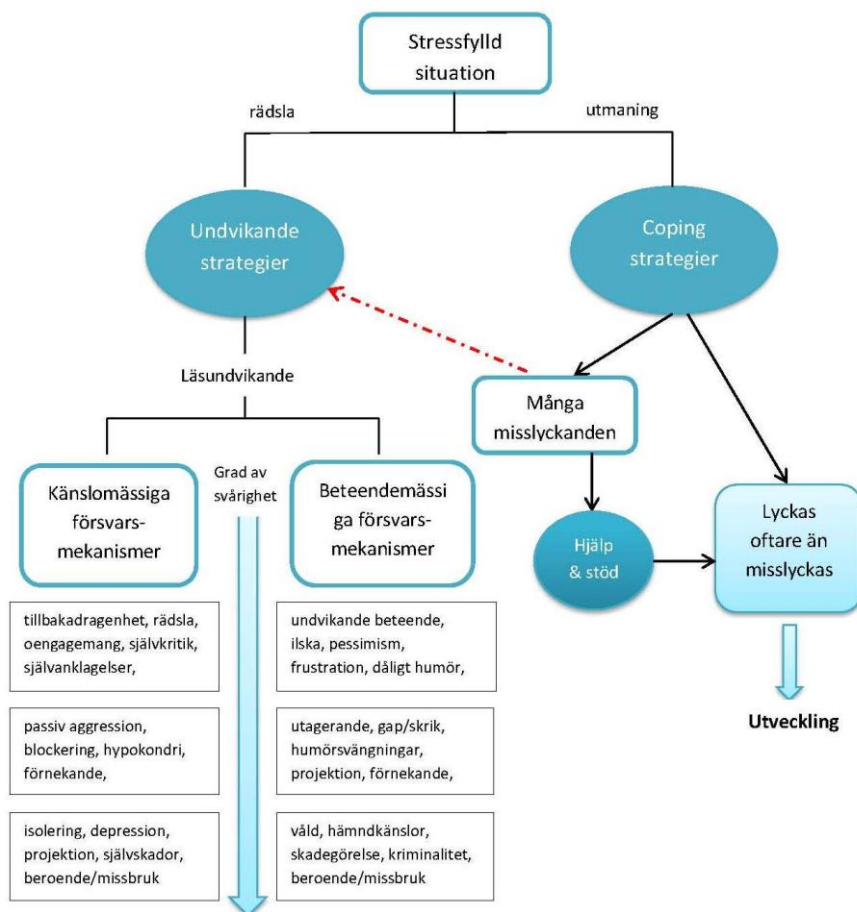 Stressfylld
situation
rädsla
utmaning
Undvikande
strategier
Coping
strategier
Läsundvikande
Många
misslyckanden
Känslomässiga
försvars-
mekanismer
Grad av
svårighet
Beteendemässi
ga försvars-
mekanismer
Hjälp
& stöd
Lyckas
oftare än
misslyckas
tillbakadragenhet, rädsla,
oengagemang, självkritik,
självanklagelser,
undvikande beteende,
ilska, pessimism,
frustration, dåligt humör,
Utveckling
passiv aggression,
blockering, hypokondri,
förnekande,
utagerande, gap/skrik,
humörsvängningar,
projektion, förnekande,
isolering, depression,
projektion, självskador,
beroende/missbruk
våld, hämndkänslor,
skadegörelse, kriminalitet,
beroende/missbruk